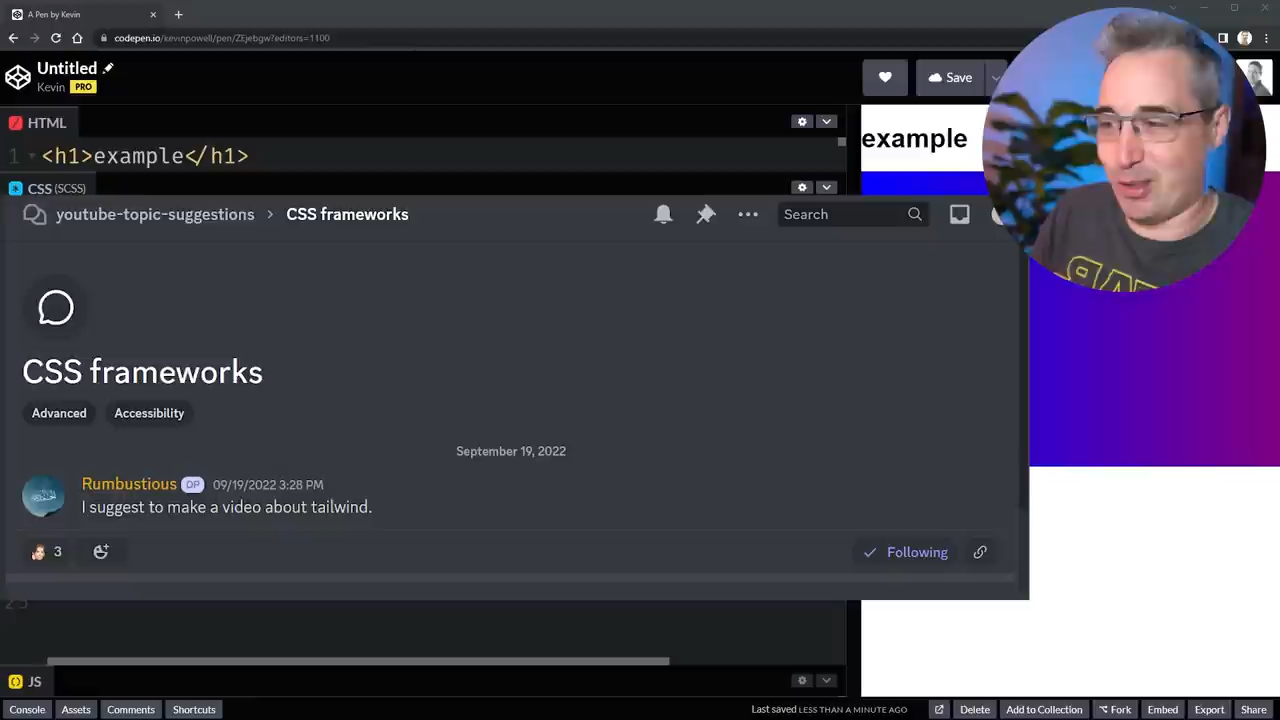 A Pen by Kevin
codepen.io/kevinpowell/pen/ZEjebgw?editors=1100
Untitled
Kevin PRO
Save
HTML
1 <h1>example</h1>
CSS (SCSS)
example
youtube-topic-suggestions > CSS frameworks
Search
CSS frameworks
Advanced Accessibility
September 19, 2022
Rumbustious OP 09/19/2022 3:28 PM
I suggest to make a video about tailwind.
3
Following
JS
Console Assets Comments Shortcuts
Last saved LESS THAN A MINUTE AGO
Delete Add to Collection Fork Embed Export Share